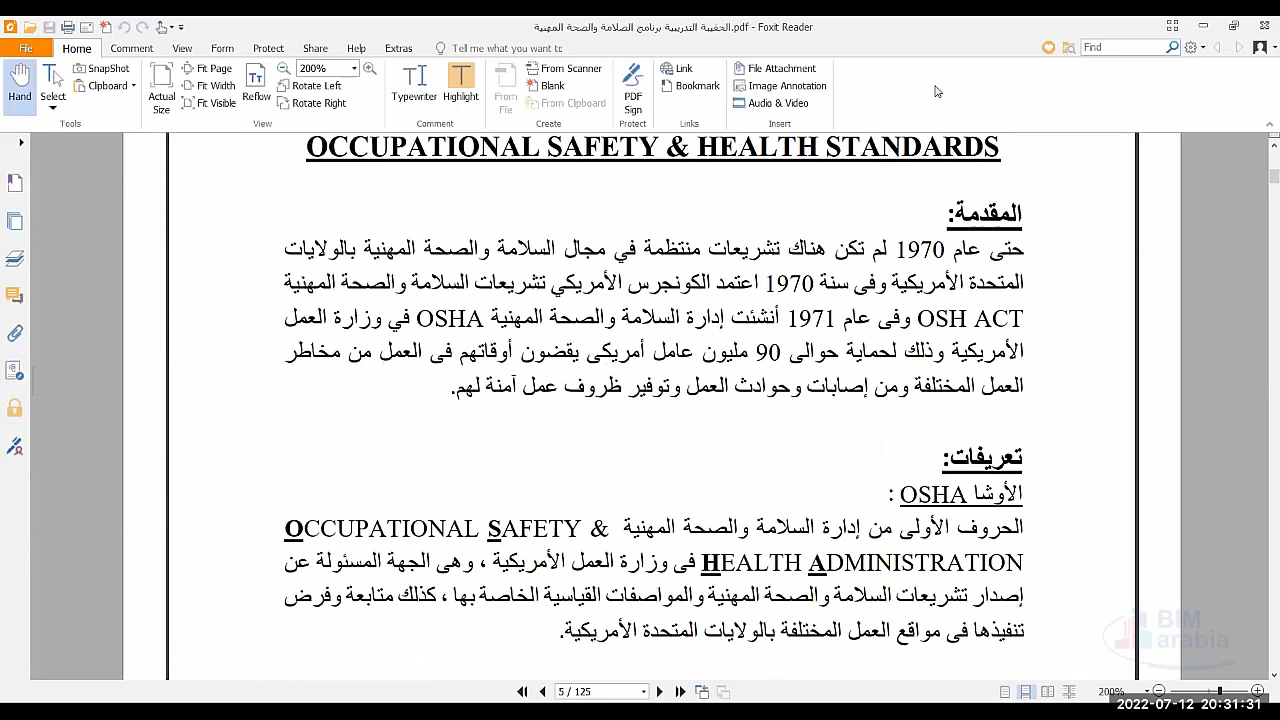 الحقيبة التدريبية برنامج الصلامة والصحة المهنية.pdf - Foxit Reader
File Home Comment View Form Protect Share Help Extras Tell me what you want to Find
Hand
Select
SnapShot
Clipboard
Tools
Actual Size
Fit Page
Fit Width
Fit Visible
Reflow
200%
Rotate Left
Rotate Right
View
Typewriter
Highlight
Comment
From File
From Scanner
Blank
From Clipboard
Create
PDF Sign
Protect
Link
Bookmark
Links
File Attachment
Image Annotation
Audio & Video
Insert
OCCUPATIONAL SAFETY & HEALTH STANDARDS
المقدمة:
حتى عام 1970 لم تكن هناك تشريعات منتظمة في مجال السلامة والصحة المهنية بالولايات
المتحدة الأمريكية وفى سنة 1970 اعتمد الكونجرس الأمريكي تشريعات السلامة والصحة المهنية
OSH ACT وفى عام 1971 أنشئت إدارة السلامة والصحة المهنية OSHA في وزارة العمل
الأمريكية وذلك لحماية حوالى 90 مليون عامل أمريكى يقضون أوقاتهم فى العمل من مخاطر
العمل المختلفة ومن إصابات وحوادث العمل وتوفير ظروف عمل آمنة لهم.
تعريفات:
الأوشا OSHA :
الحروف الأولى من إدارة السلامة والصحة المهنية OCCUPATIONAL SAFETY &
HEALTH ADMINISTRATION فى وزارة العمل الأمريكية ، وهى الجهة المسئولة عن
إصدار تشريعات السلامة والصحة المهنية والمواصفات القياسية الخاصة بها ، كذلك متابعة وفرض
تنفيذها فى مواقع العمل المختلفة بالولايات المتحدة الأمريكية.
BIM
arabia
5 / 125
200%
2022-07-12 20:31:31